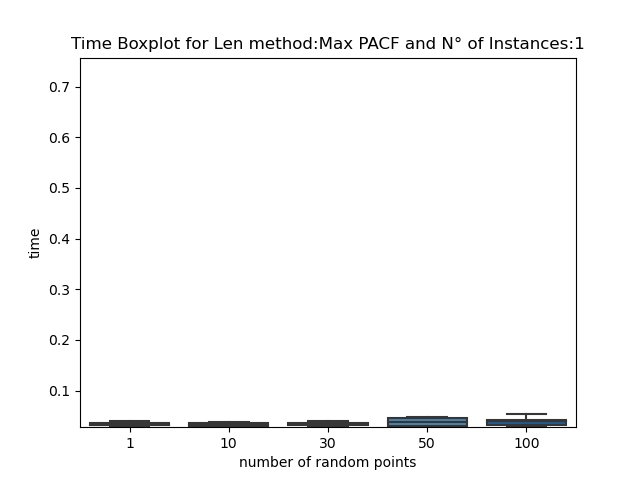 Time Boxplot for Len method:Max PACF and N° of Instances:1
0.7
0.6
0.5
0.4
0.3
0.2
0.1
time
1 10 30 50 100
number of random points